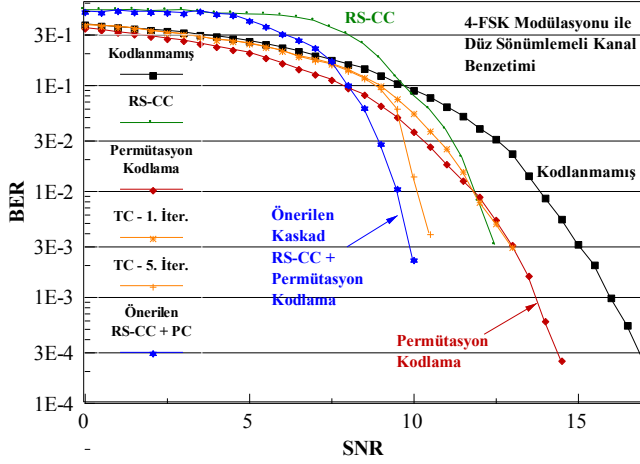 RS-CC
4-FSK Modülasyonu ile
Düz Sönümlemeli Kanal
Benzetimi
3E-1
1E-1
3E-2
1E-2
3E-3
1E-3
3E-4
1E-4
BER
Kodlanmamış
RS-CC
Permütasyon
Kodlama
TC - 1. İter.
TC - 5. İter.
Önerilen
RS-CC + PC
Kodlanmamış
Önerilen
Kaskad
RS-CC +
Permütasyon
Kodlama
Permütasyon
Kodlama
0
5
10
15
SNR